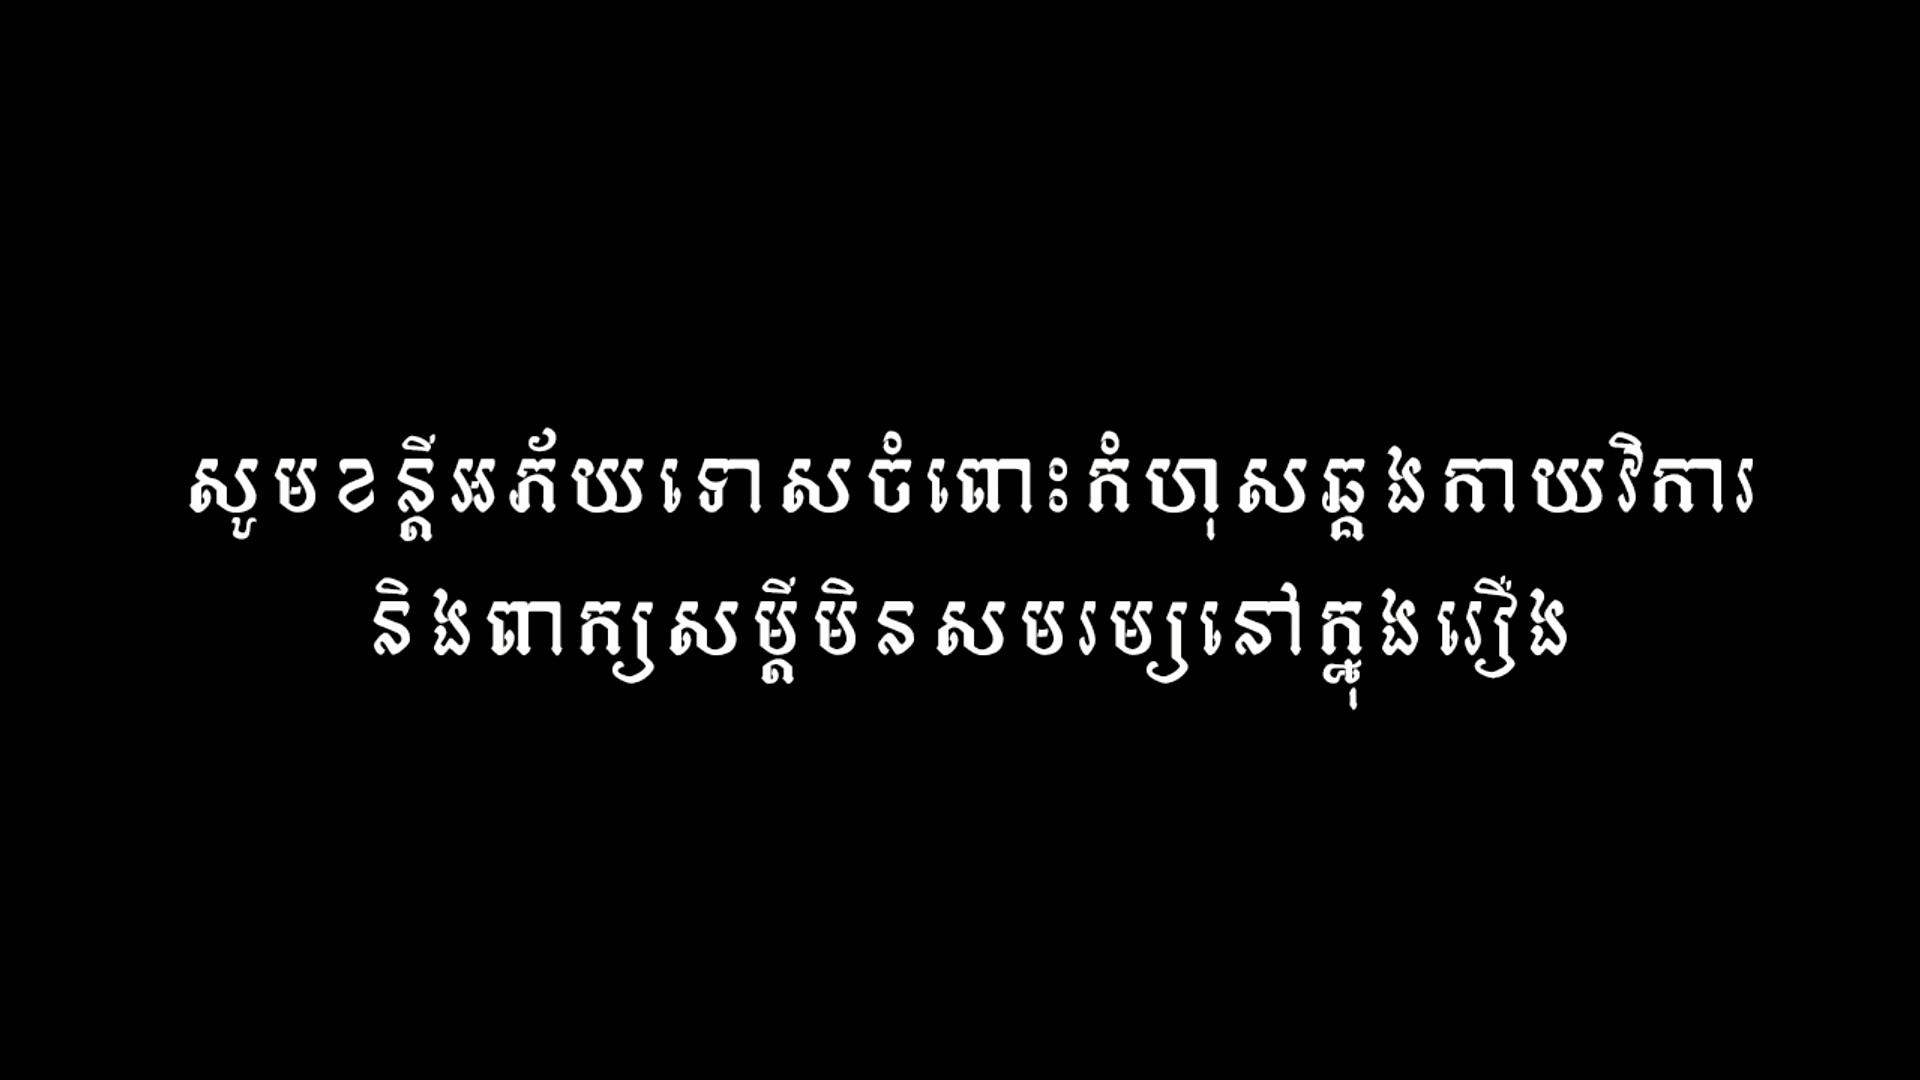 សូមខន្តីអភ័យទោសចំពោះកំហុសឆ្គងកាយវិការ
និងពាក្យសម្តីមិនសមរម្យនៅក្នុងរឿង